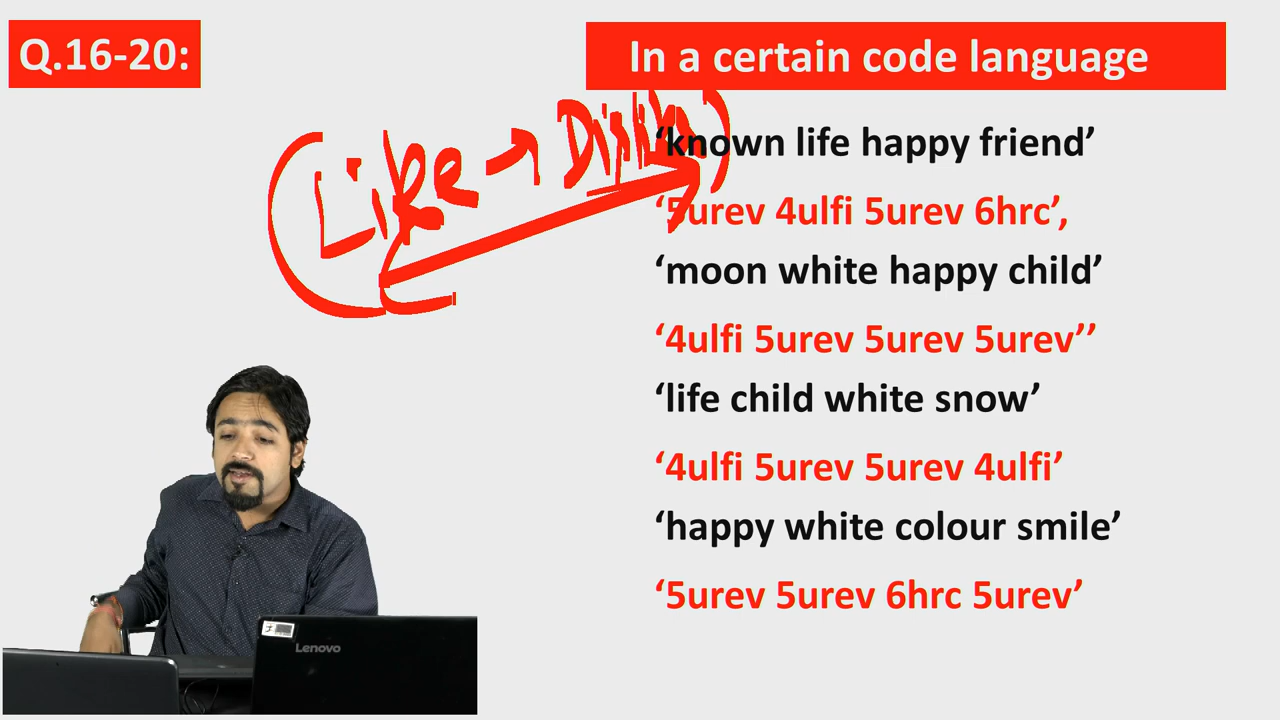 Q.16-20:
In a certain code language
Like → Dislike
‘known life happy friend’
‘5urev 4ulfi 5urev 6hrc’,
‘moon white happy child’
‘4ulfi 5urev 5urev 5urev’’
‘life child white snow’
‘4ulfi 5urev 5urev 4ulfi’
‘happy white colour smile’
‘5urev 5urev 6hrc 5urev’
Lenovo